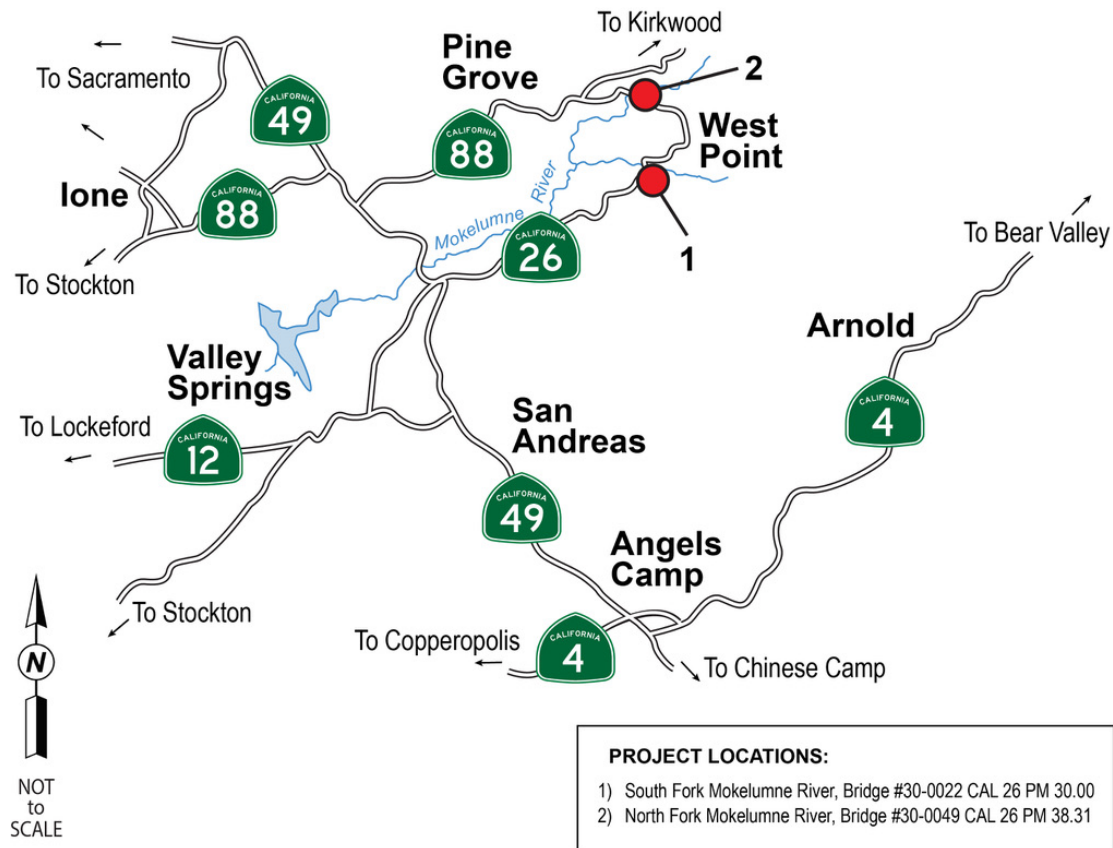 To Kirkwood
Pine
Grove
2
To Sacramento
CALIFORNIA
49
West
Point
CALIFORNIA
88
Ione
CALIFORNIA
88
Mokelumne River
CALIFORNIA
26
1
To Bear Valley
To Stockton
Arnold
Valley
Springs
CALIFORNIA
4
To Lockeford
CALIFORNIA
12
San
Andreas
CALIFORNIA
49
Angels
Camp
To Stockton
To Copperopolis
CALIFORNIA
4
To Chinese Camp
N
NOT
to
SCALE
PROJECT LOCATIONS:
1) South Fork Mokelumne River, Bridge #30-0022 CAL 26 PM 30.00
2) North Fork Mokelumne River, Bridge #30-0049 CAL 26 PM 38.31